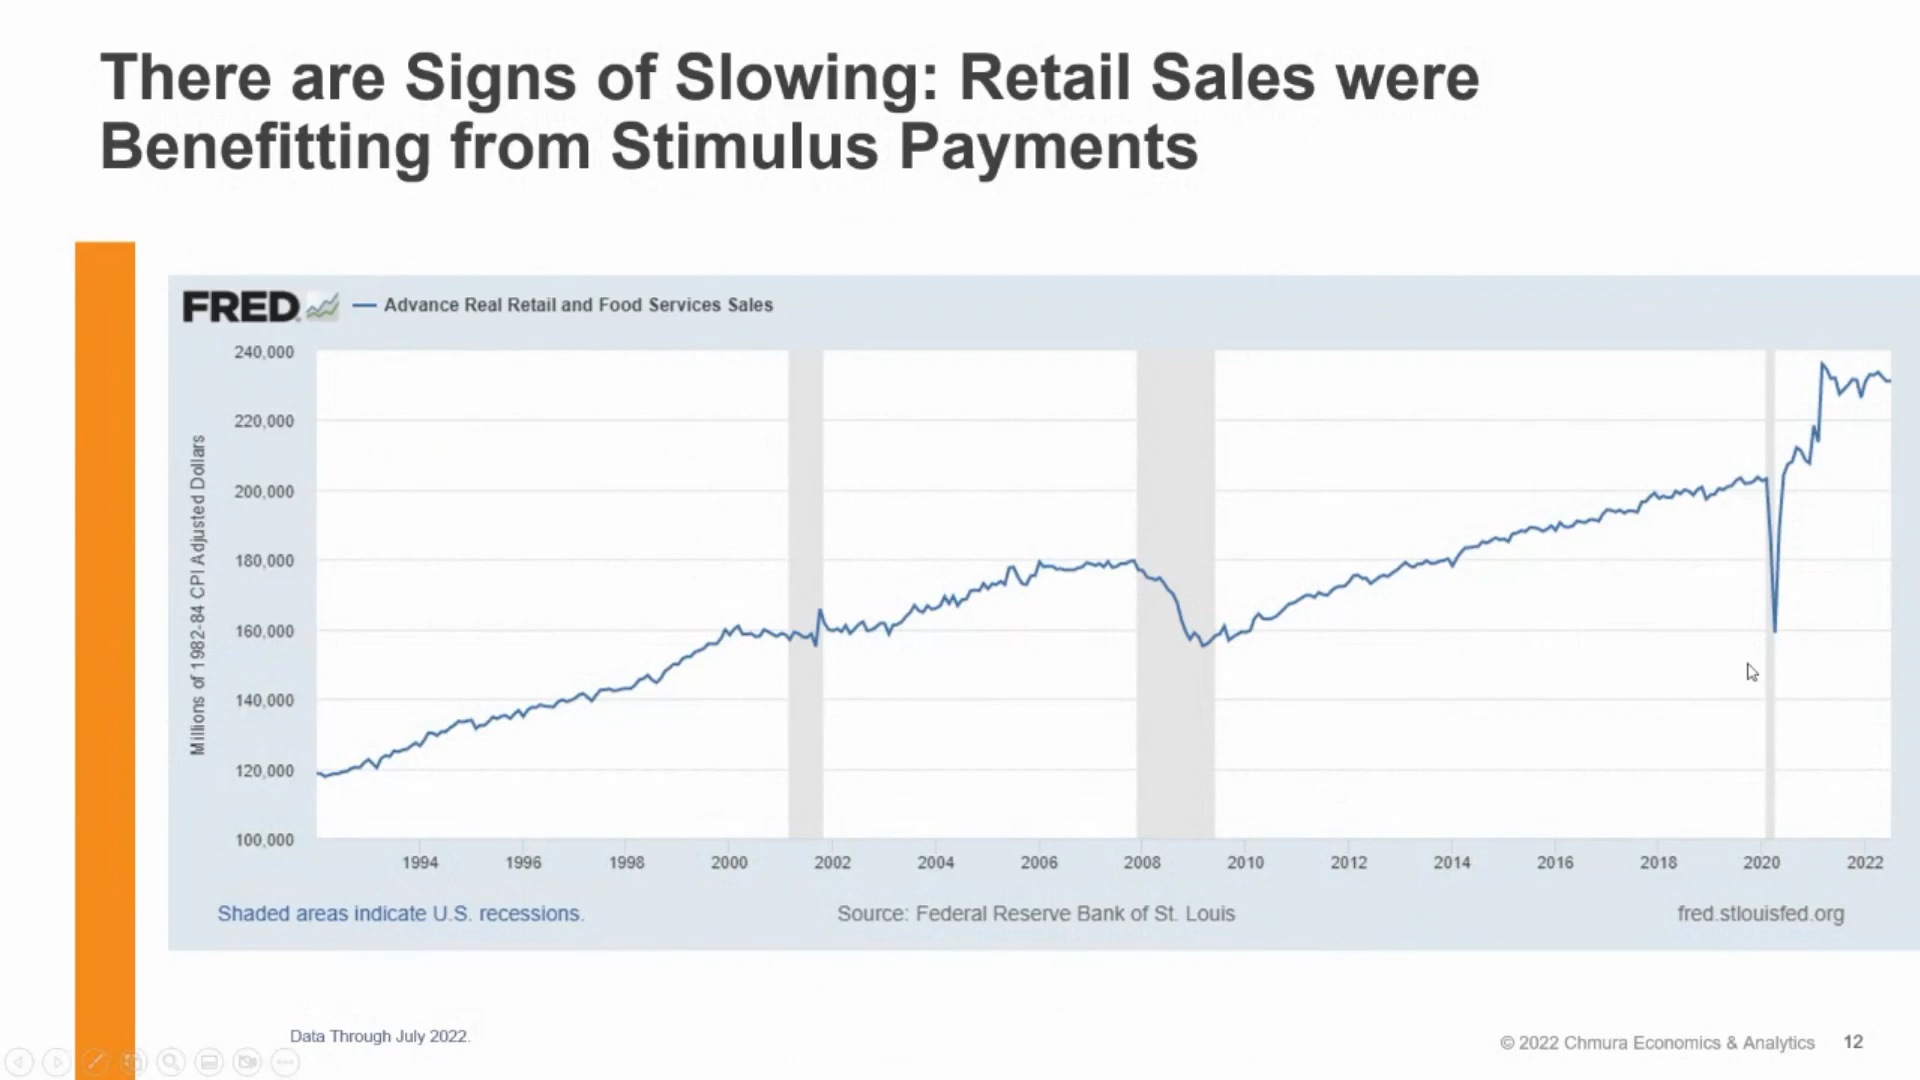 There are Signs of Slowing: Retail Sales were
Benefitting from Stimulus Payments
FRED
Advance Real Retail and Food Services Sales
Millions of 1982-84 CPI Adjusted Dollars
240,000
220,000
200,000
180,000
160,000
140,000
120,000
100,000
1994 1996 1998 2000 2002 2004 2006 2008 2010 2012 2014 2016 2018 2020 2022
Shaded areas indicate U.S. recessions. Source: Federal Reserve Bank of St. Louis fred.stlouisfed.org
Data Through July 2022.
© 2022 Chmura Economics & Analytics 12